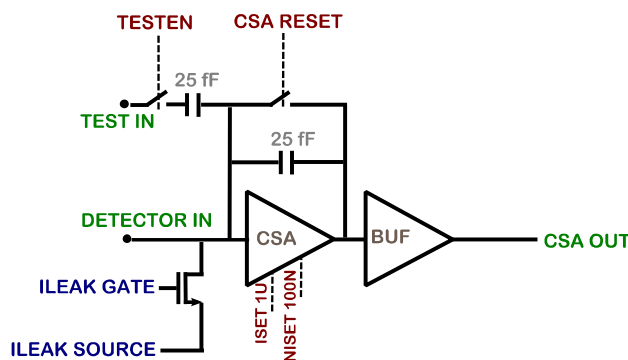 TESTEN
CSA RESET
25 fF
TEST IN
25 fF
DETECTOR IN
CSA
BUF
CSA OUT
ILEAK GATE
ISET 1U
NISET 100N
ILEAK SOURCE